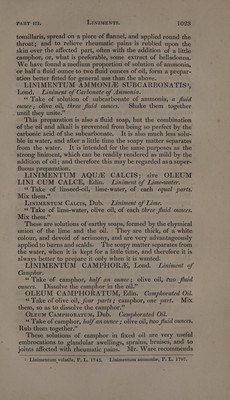 PART III. LINIMENTS. 1023
tonsillaris, spread on a piece of flannel, and applied round the
throat; and to relieve rheumatic pains is rubbed upon the
skin over the affected part, often with the addition of a little
camphor, or, what is preferable, some extract of belladonna.
We have found a medium proportion of solution of ammonia,
or half a fluid ounce to two fluid ounces of oil, form a prepar-
ation better fitted for general use than the above.
LINIMENTUM AMMONIÆ SUBCARBONATIS¹,
Lond. Liniment of Carbonate of Ammonia.
“ Take of solution of subcarbonate of ammonia, a fluid
ounce; olive oil, three fluid ounces. Shake them together
until they unite.”
This preparation is also a fluid soap, but the combination
of the oil and alkali is prevented from being so perfect by the
carbonic acid of the subcarbonate. It is also much less solu-
ble in water, and after a little time the soapy matter separates
from the water. It is intended for the same purposes as the
strong liniment, which can be readily rendered as mild by the
addition of oil; and therefore this may be regarded as a super-
fluous preparation.
LINIMENTUM AQUÆ CALCIS; sive OLEUM
LINI CUM CALCE, Edin. Liniment of Lime-water.
“ Take of linseed-oil, lime-water, of each equal parts.
Mix them.”
LINIMENTUM CALCIS, Dub. Liniment of Lime.
“ Take of lime-water, olive oil, of each three fluid ounces.
Mix them.”
These are solutions of earthy soaps, formed by the chymical
union of the lime and the oil. They are thick, of a white
colour, and devoid of acrimony, and are very advantageously
applied to burns and scalds. The soapy matter separates from
the water, when it is kept for a little time, and therefore it is
always better to prepare it only when it is wanted.
LINIMENTUM CAMPHORÆ, Lond. Liniment of
Camphor.
“ Take of camphor, half an ounce; olive oil, two fluid
ounces. Dissolve the camphor in the oil.”
OLEUM CAMPHORATUM, Edin. Camphorated Oil.
“ Take of olive oil, four parts; camphor, one part. Mix
them, so as to dissolve the camphor.”
OLEUM CAMPHORATUM, Dub. Camphorated Oil.
“ Take of camphor, half an ounce; olive oil, two fluid ounces.
Rub them together.”
These solutions of camphor in fixed oil are very useful
embrocations to glandular swellings, sprains, bruises, and to
joints affected with rheumatic pains. Mr. Ware recommends
¹ Linimentum volatile, P. L. 1745. Linimentum ammoniæ, P. L. 1787.